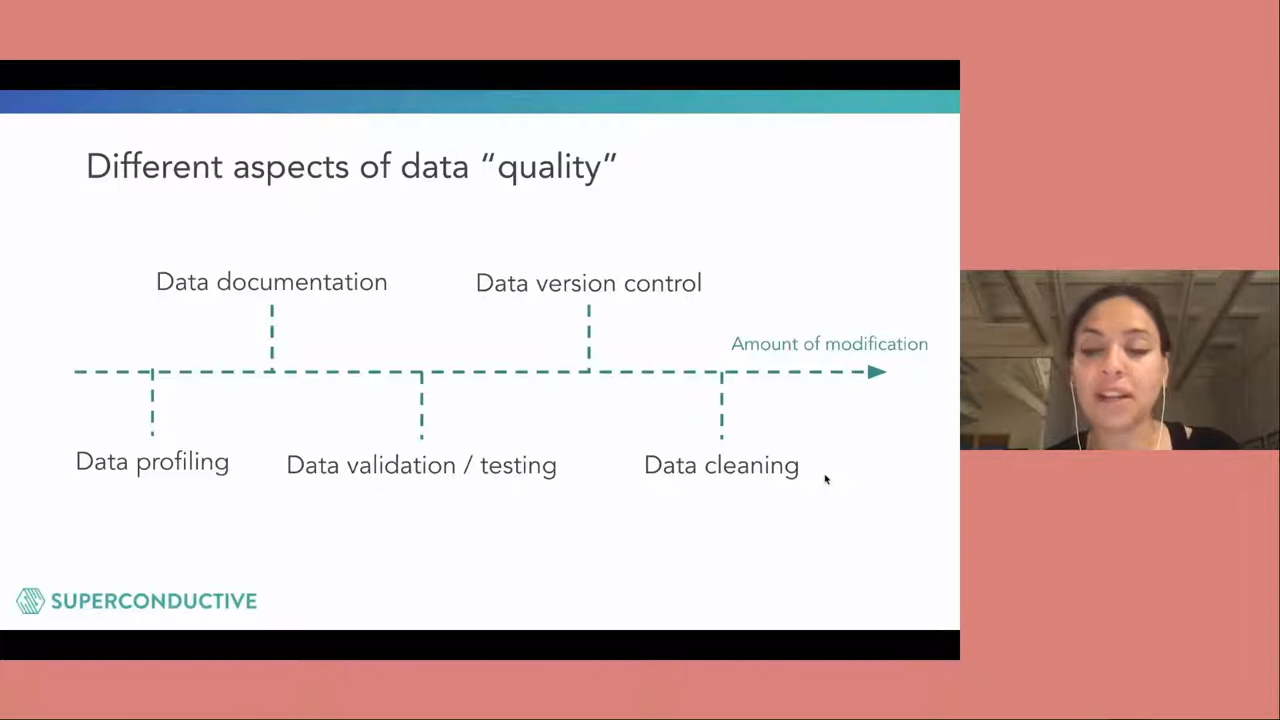 Different aspects of data “quality”
Data documentation
Data version control
Amount of modification
Data profiling
Data validation / testing
Data cleaning
SUPERCONDUCTIVE